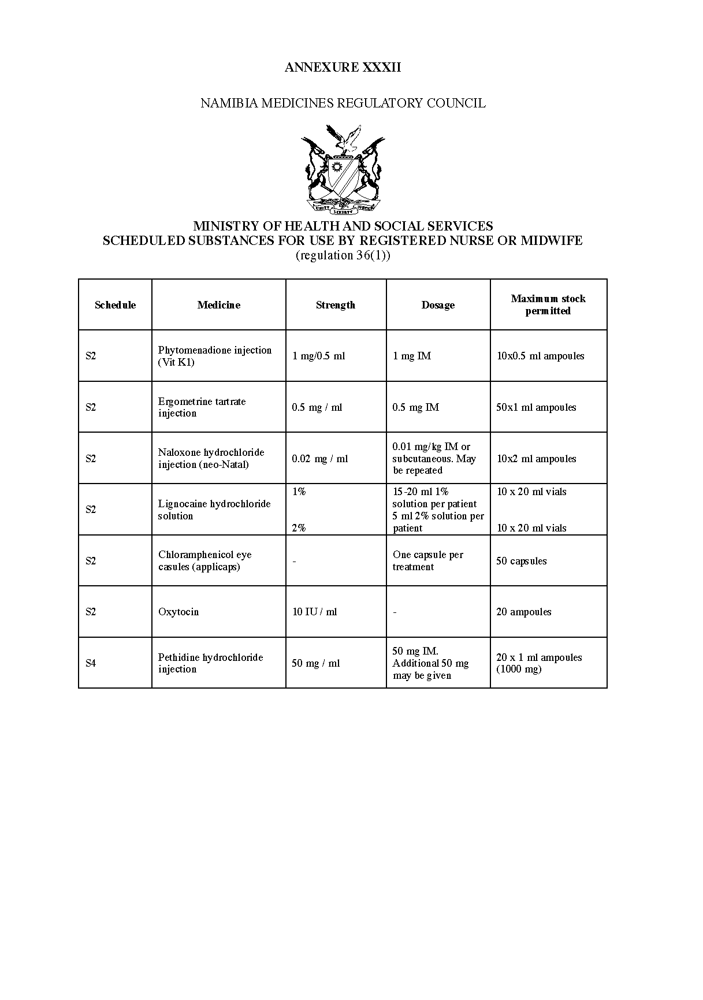 ANNEXURE XXXII
NAMIBIA MEDICINES REGULATORY COUNCIL
UNITY LIBERTY JUSTICE
MINISTRY OF HEALTH AND SOCIAL SERVICES
SCHEDULED SUBSTANCES FOR USE BY REGISTERED NURSE OR MIDWIFE
(regulation 36(1))
Schedule Medicine Strength Dosage Maximum stock
permitted
S2 Phytomenadione injection
(Vit K1) 1 mg/0.5 ml 1 mg IM 10x0.5 ml ampoules
S2 Ergometrine tartrate
injection 0.5 mg / ml 0.5 mg IM 50x1 ml ampoules
S2 Naloxone hydrochloride
injection (neo-Natal) 0.02 mg / ml 0.01 mg/kg IM or
subcutaneous. May
be repeated 10x2 ml ampoules
S2 Lignocaine hydrochloride
solution 1%
2% 15-20 ml 1%
solution per patient
5 ml 2% solution per
patient 10 x 20 ml vials
10 x 20 ml vials
S2 Chloramphenicol eye
casules (applicaps) - One capsule per
treatment 50 capsules
S2 Oxytocin 10 IU / ml - 20 ampoules
S4 Pethidine hydrochloride
injection 50 mg / ml 50 mg IM.
Additional 50 mg
may be given 20 x 1 ml ampoules
(1000 mg)